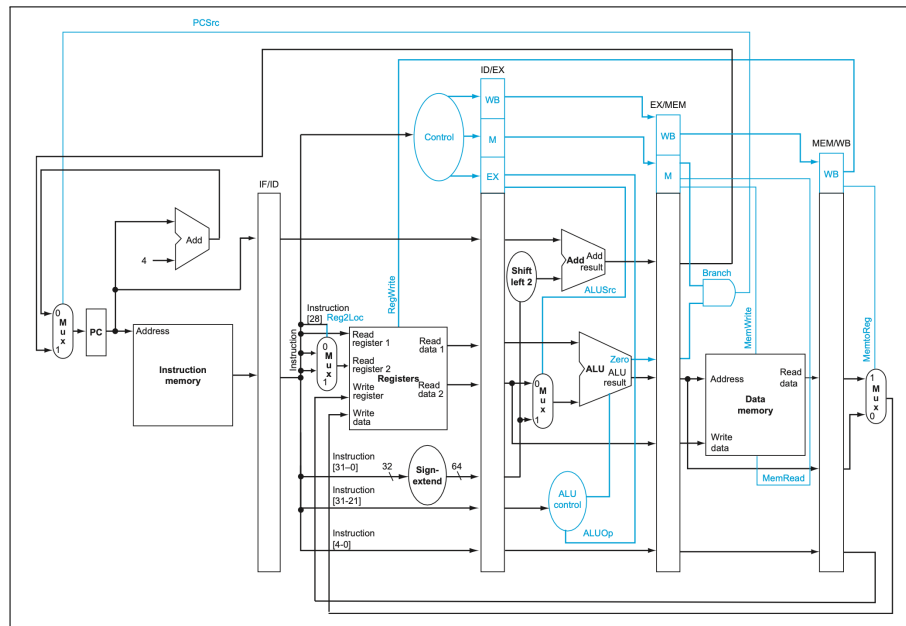 PCSrc
ID/EX
WB
EX/MEM
Control
M
WB
MEM/WB
EX
M
WB
IF/ID
Add
4
Shift
left 2
Add
Add
result
ALUSrc
Branch
RegWrite
MemWrite
MemtoReg
0
M
u
x
1
PC
Address
Instruction
memory
Instruction
Instruction
[28]
Reg2Loc
0
M
u
x
1
Read
register 1
Read
register 2
Write
register
Write
data
Registers
Read
data 1
Read
data 2
0
M
u
x
1
Zero
ALU
ALU
result
Address
Write
data
Data
memory
Read
data
1
M
u
x
0
MemRead
Instruction
[31–0]
32
Sign-
extend
64
Instruction
[31-21]
ALU
control
ALUOp
Instruction
[4-0]